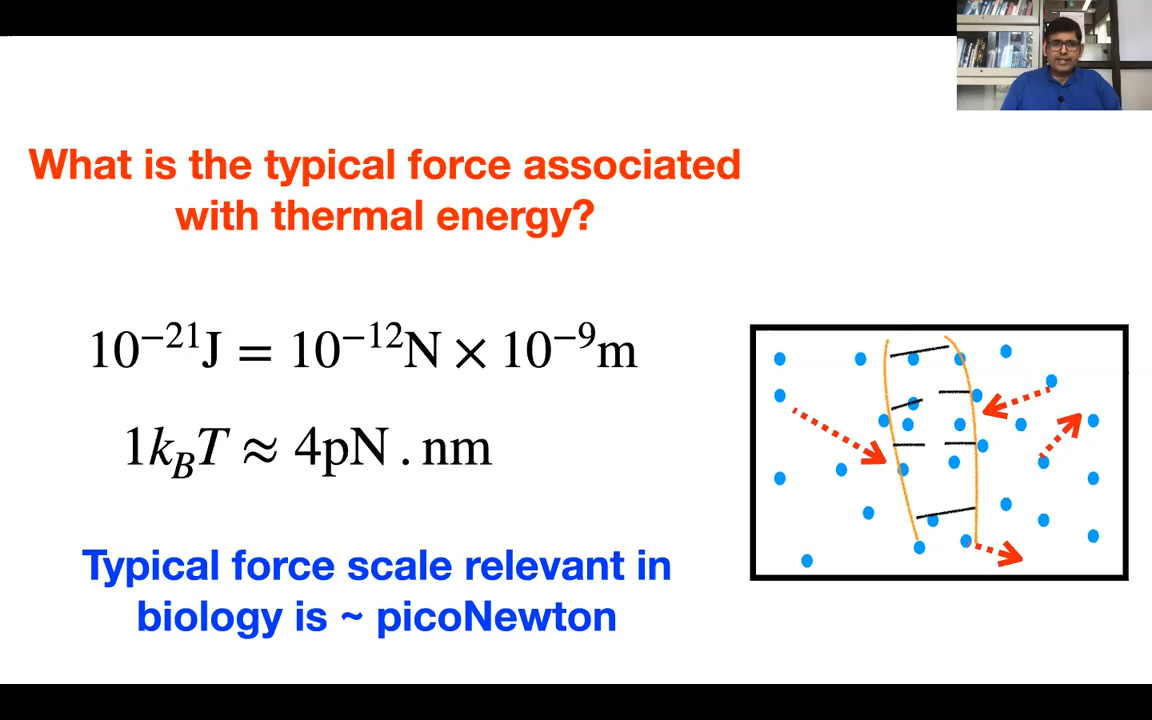 What is the typical force associated
with thermal energy?
10⁻²¹J = 10⁻¹²N × 10⁻⁹m
1k_BT ≈ 4pN . nm
Typical force scale relevant in
biology is ~ picoNewton